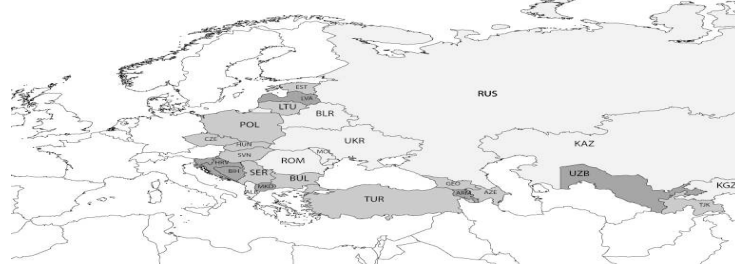 RUS
EST
LVA
LTU
BLR
POL
CZE
UKR
KAZ
HUN
MOL
SVN
ROM
HRV
BIH
SER
BUL
UZB
MKD
GEO
ARM
AZE
KGZ
TUR
TJK